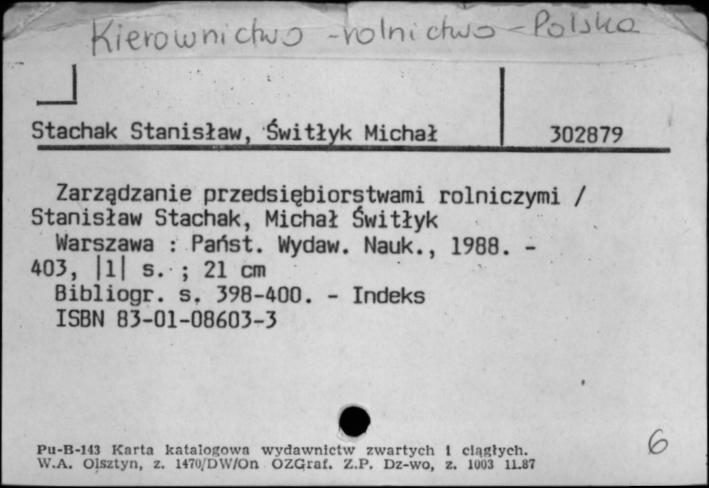 Kierownictwo - rolnictwo - Polska
Stachak Stanisław, Świtłyk Michał 302879
Zarządzanie przedsiębiorstwami rolniczymi /
Stanisław Stachak, Michał Świtłyk
Warszawa : Państ. Wydaw. Nauk., 1988. -
403, |1| s. ; 21 cm
Bibliogr. s. 398-400. - Indeks
ISBN 83-01-08603-3
Pu-B-143 Karta katalogowa wydawnictw zwartych i ciągłych.
W.A. Olsztyn, z. 1470/DW/On OZGraf. Z.P. Dz-wo, z. 1003 11.87
6